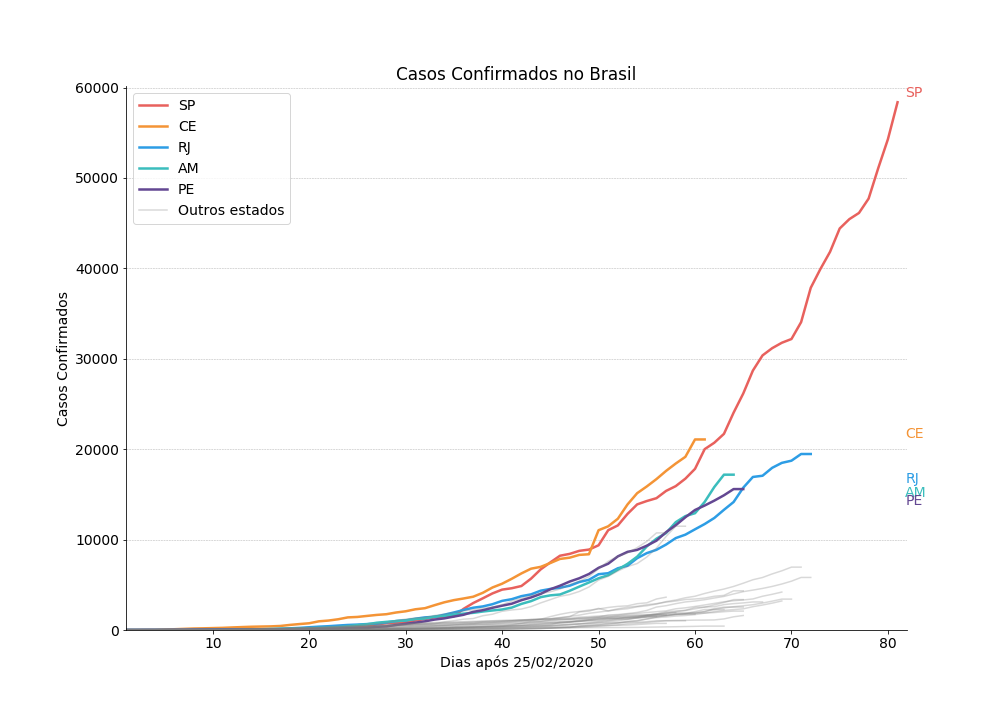 Casos Confirmados no Brasil
60000
50000
40000
30000
20000
10000
0
Casos Confirmados
SP
CE
RJ
AM
PE
Outros estados
SP
CE
RJ
AM
PE
10 20 30 40 50 60 70 80
Dias após 25/02/2020